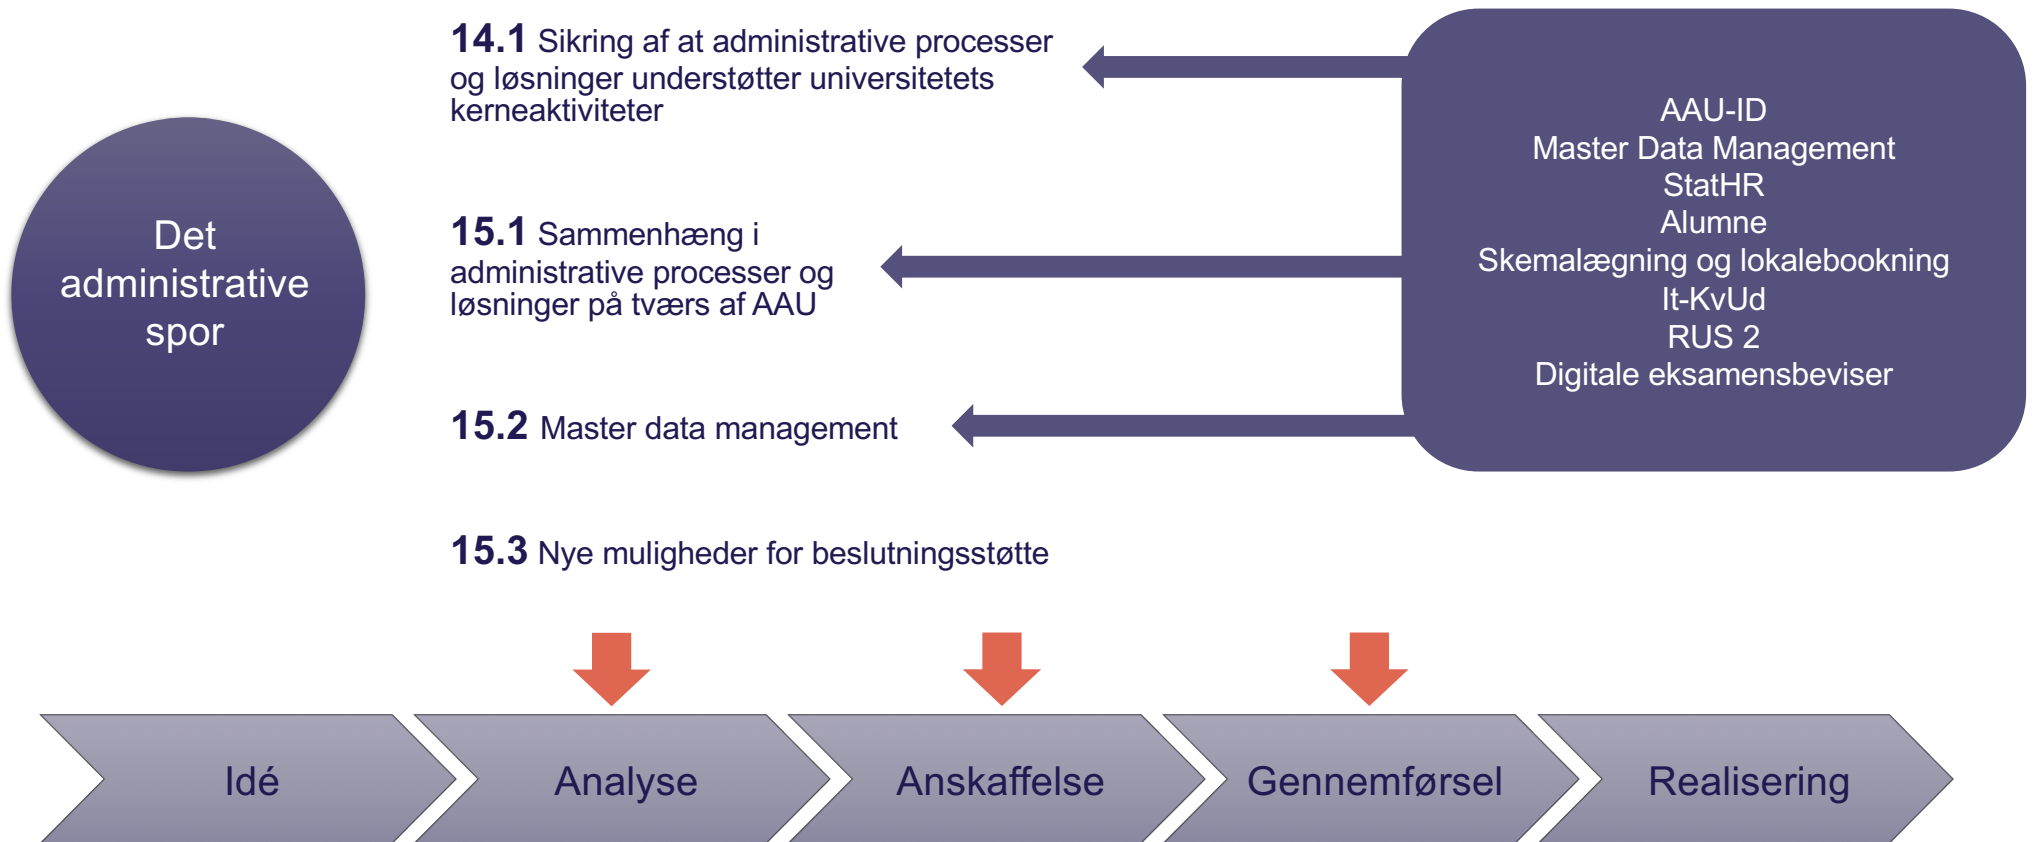 Det
administrative
spor
14.1 Sikring af at administrative processer
og løsninger understøtter universitetets
kerneaktiviteter
15.1 Sammenhæng i
administrative processer og
løsninger på tværs af AAU
15.2 Master data management
15.3 Nye muligheder for beslutningsstøtte
AAU-ID
Master Data Management
StatHR
Alumne
Skemalægning og lokalebookning
It-KvUd
RUS 2
Digitale eksamensbeviser
Idé
Analyse
Anskaffelse
Gennemførsel
Realisering